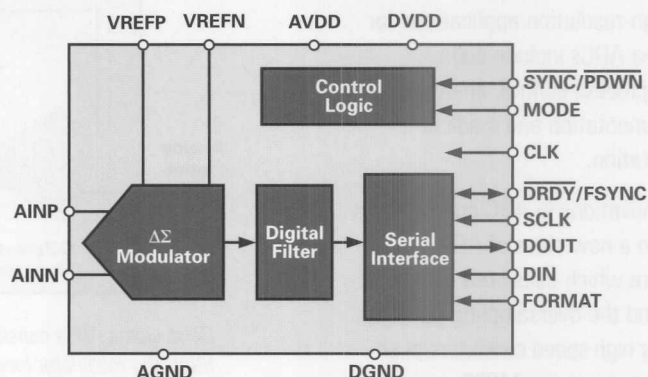 VREFP VREFN AVDD DVDD
Control
Logic
SYNC/PDWN
MODE
CLK
AINP
AINN
ΔΣ
Modulator
Digital
Filter
Serial
Interface
DRDY/FSYNC
SCLK
DOUT
DIN
FORMAT
AGND
DGND